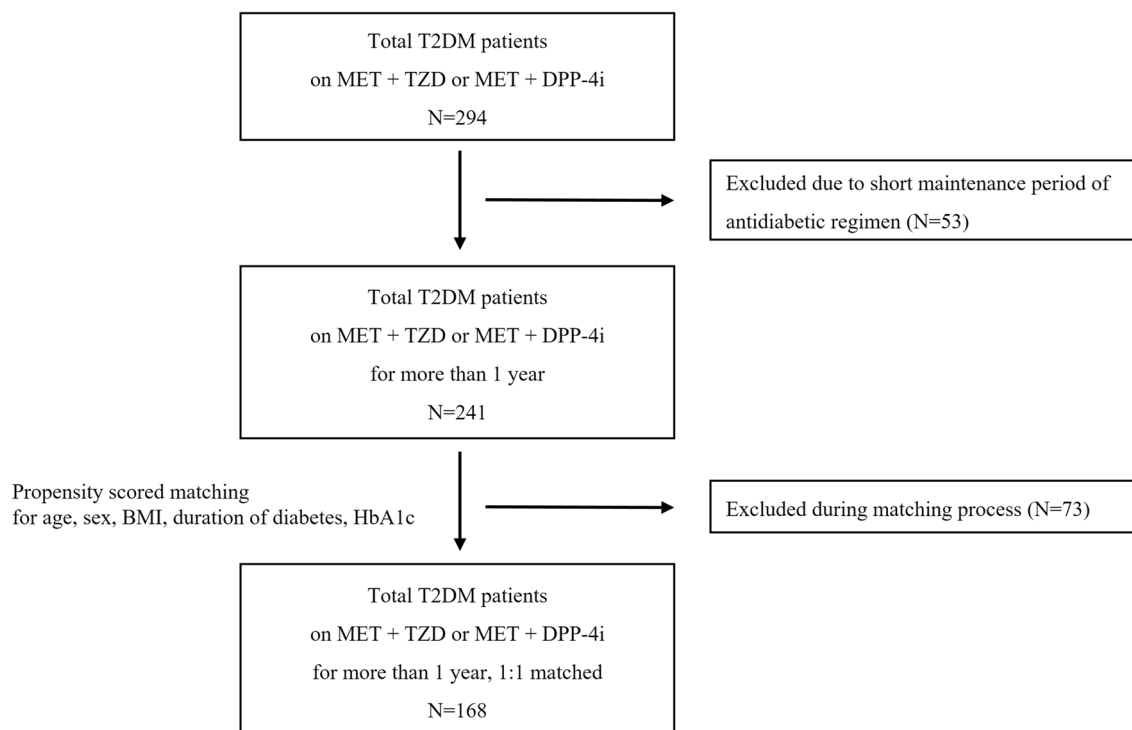 Total T2DM patients
on MET + TZD or MET + DPP-4i
N=294
Excluded due to short maintenance period of
antidiabetic regimen (N=53)
Total T2DM patients
on MET + TZD or MET + DPP-4i
for more than 1 year
N=241
Propensity scored matching
for age, sex, BMI, duration of diabetes, HbA1c
Excluded during matching process (N=73)
Total T2DM patients
on MET + TZD or MET + DPP-4i
for more than 1 year, 1:1 matched
N=168